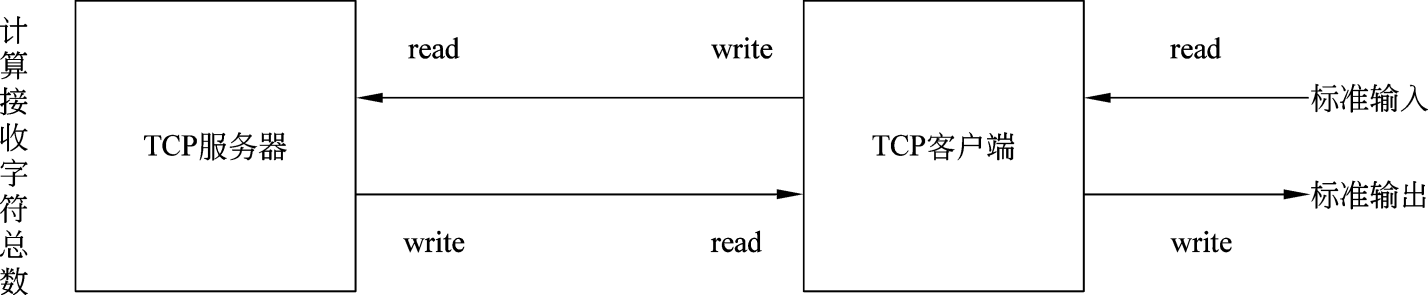 计算接收字符总数
read
write
read
标准输入
TCP服务器
TCP客户端
标准输出
write
read
write